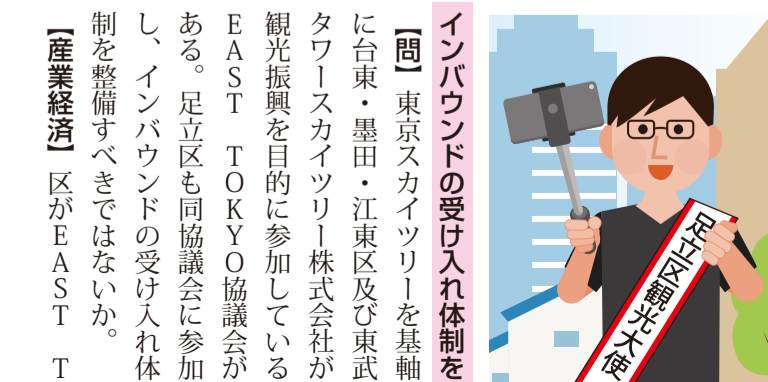 足立区観光大使
インバウンドの受け入れ体制を
【問】 東京スカイツリーを基軸
に台東・墨田・江東区及び東武
タワースカイツリー株式会社が
観光振興を目的に参加している
EAST TOKYO協議会が
ある。足立区も同協議会に参加
し、インバウンドの受け入れ体
制を整備すべきではないか。
【産業経済】 区がEAST T